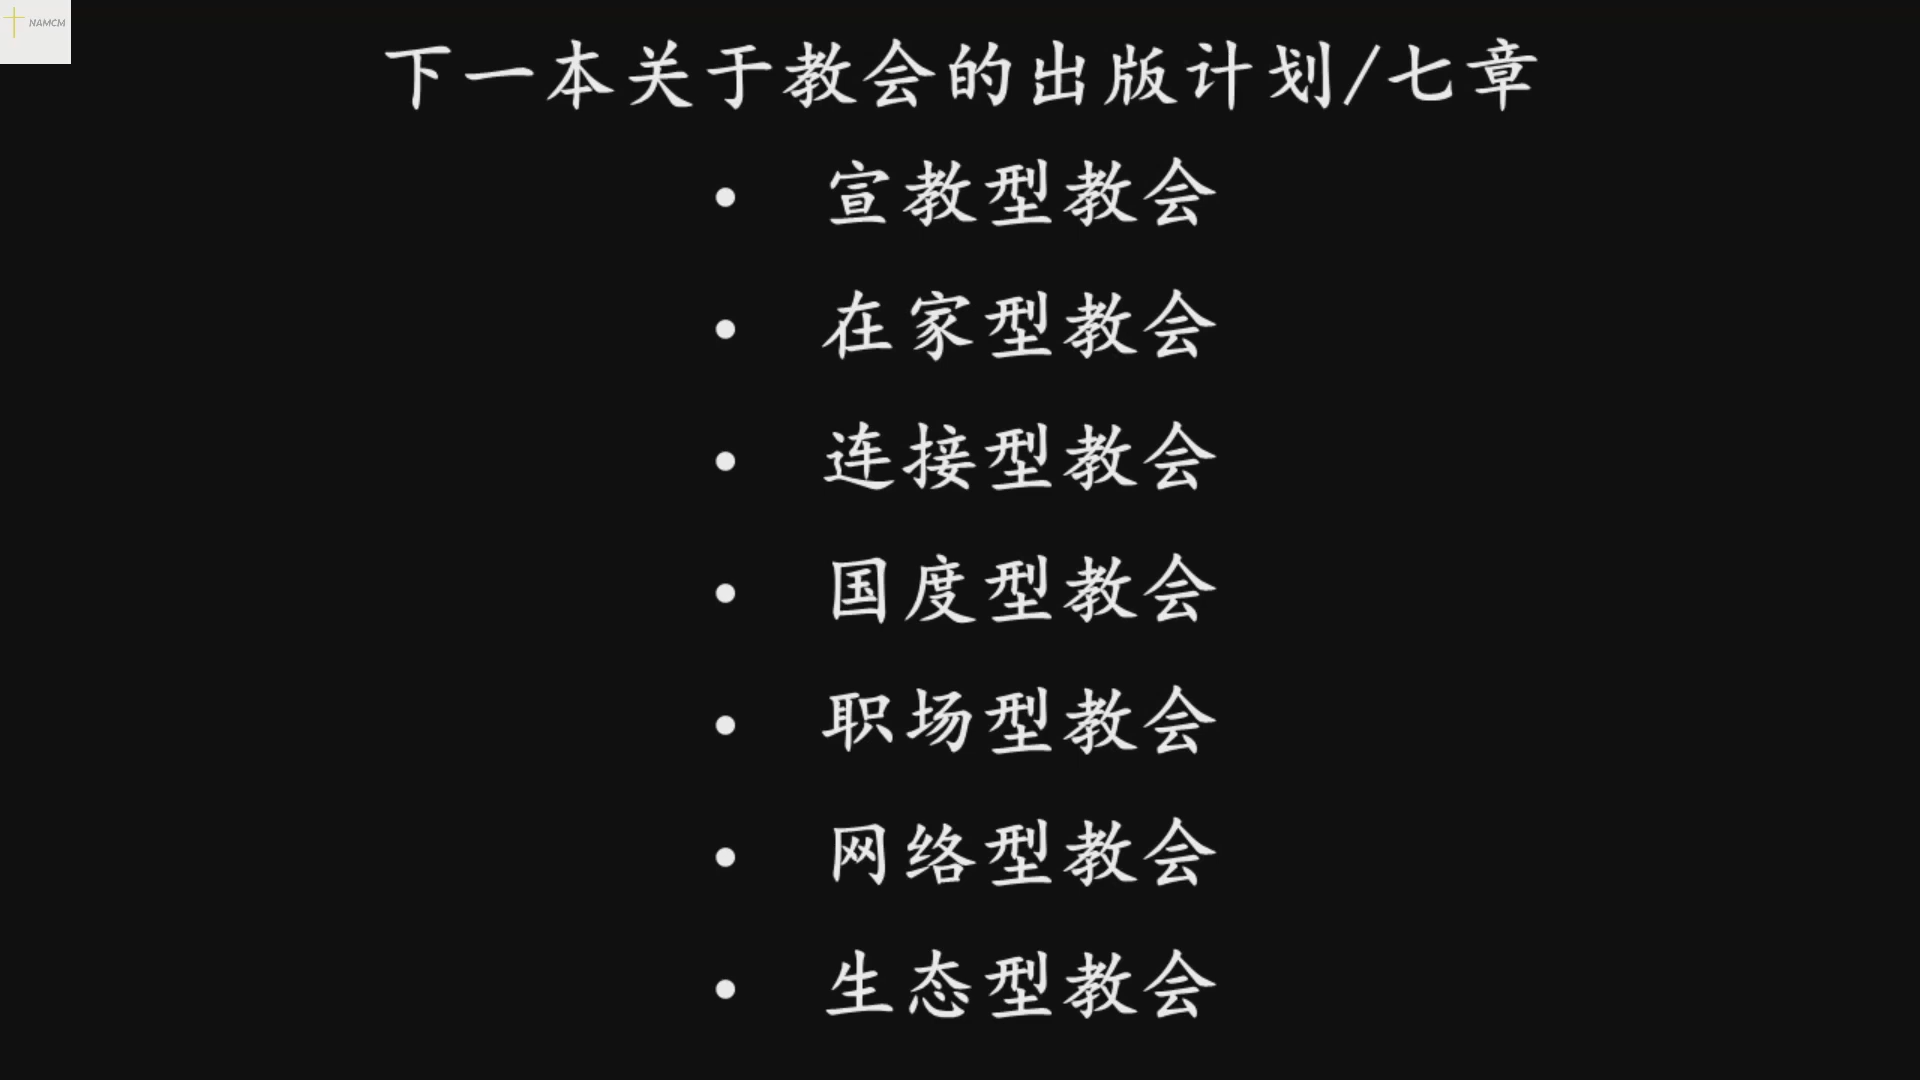 NAMCM
下一本关于教会的出版计划/七章
• 宣教型教会
• 在家型教会
• 连接型教会
• 国度型教会
• 职场型教会
• 网络型教会
• 生态型教会